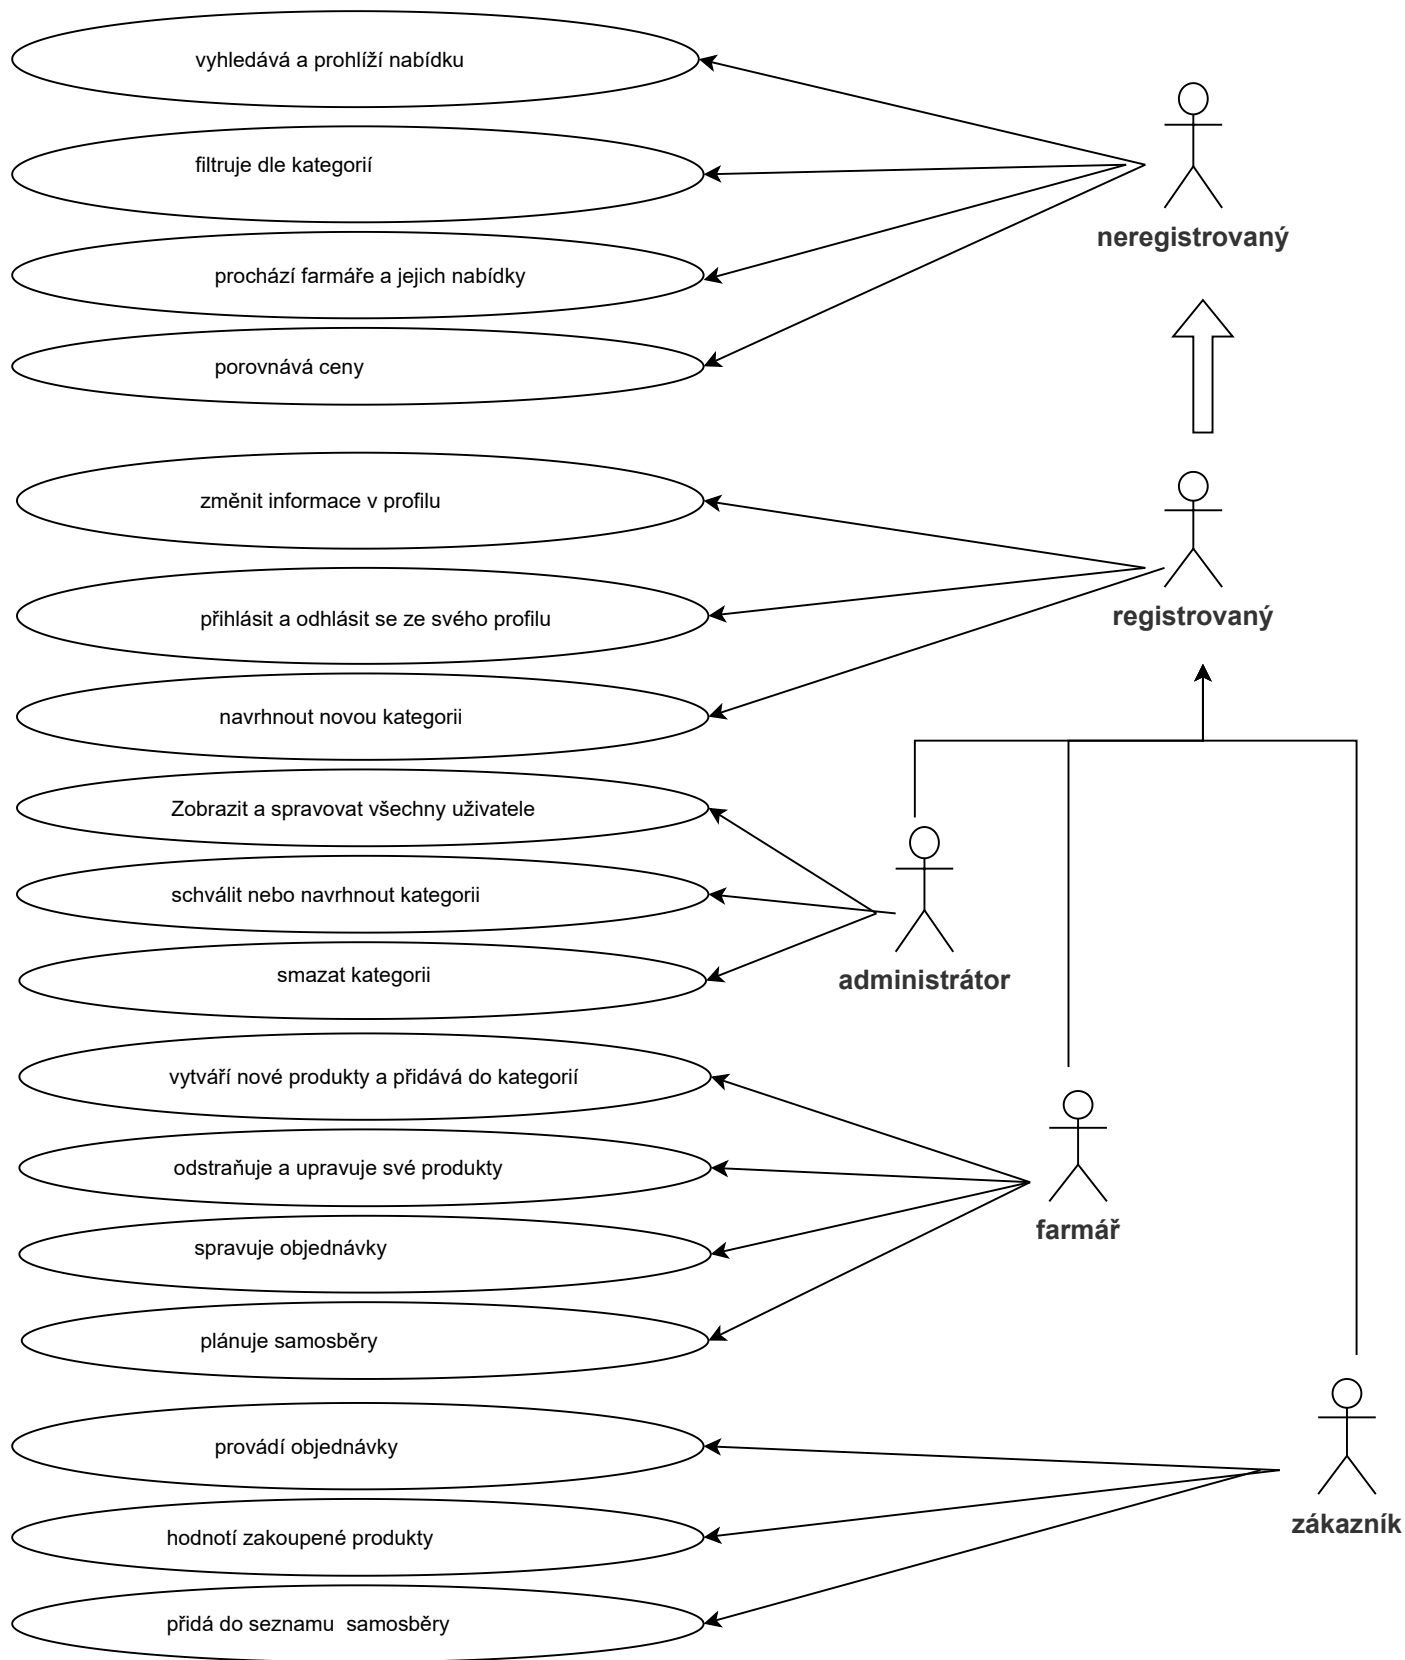 vyhledává a prohlíží nabídku
filtruje dle kategorií
prochází farmáře a jejich nabídky
porovnává ceny
neregistrovaný
změnit informace v profilu
přihlásit a odhlásit se ze svého profilu
navrhnout novou kategorii
registrovaný
Zobrazit a spravovat všechny uživatele
schválit nebo navrhnout kategorii
smazat kategorii
administrátor
vytváří nové produkty a přidává do kategorií
odstraňuje a upravuje své produkty
spravuje objednávky
plánuje samosběry
farmář
provádí objednávky
hodnotí zakoupené produkty
přidá do seznamu  samosběry
zákazník